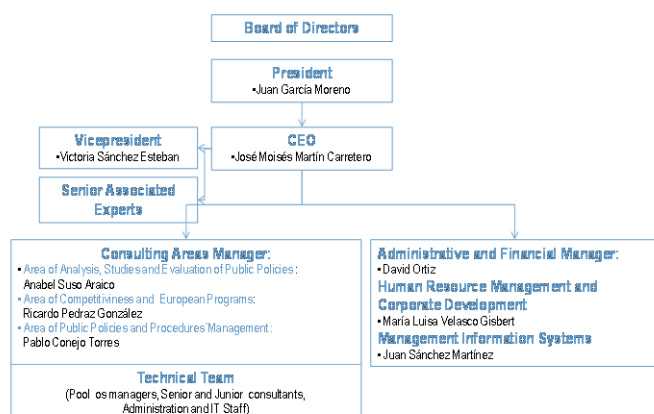 Board of Directors
President
▪Juan García Moreno
Vicepresident
▪Victoria Sánchez Esteban
CEO
▪José Moisés Martín Carretero
Senior Associated
Experts
Consulting Areas Manager:
▪ Area of Analysis, Studies and Evaluation of Public Policies:
Anabel Suso Araico
▪ Area of Competitiviness and European Programs:
Ricardo Pedraz González
▪ Area of Public Policies and Procedures´Management:
Pablo Conejo Torres
Technical Team
(Pool os managers, Senior and Junior consultants,
Administration and IT Staff)
Administrative and Financial Manager:
▪ David Ortiz
Human Resource Management and
Corporate Development
▪ María Luisa Velasco Gisbert
Management Information Systems
▪ Juan Sánchez Martínez